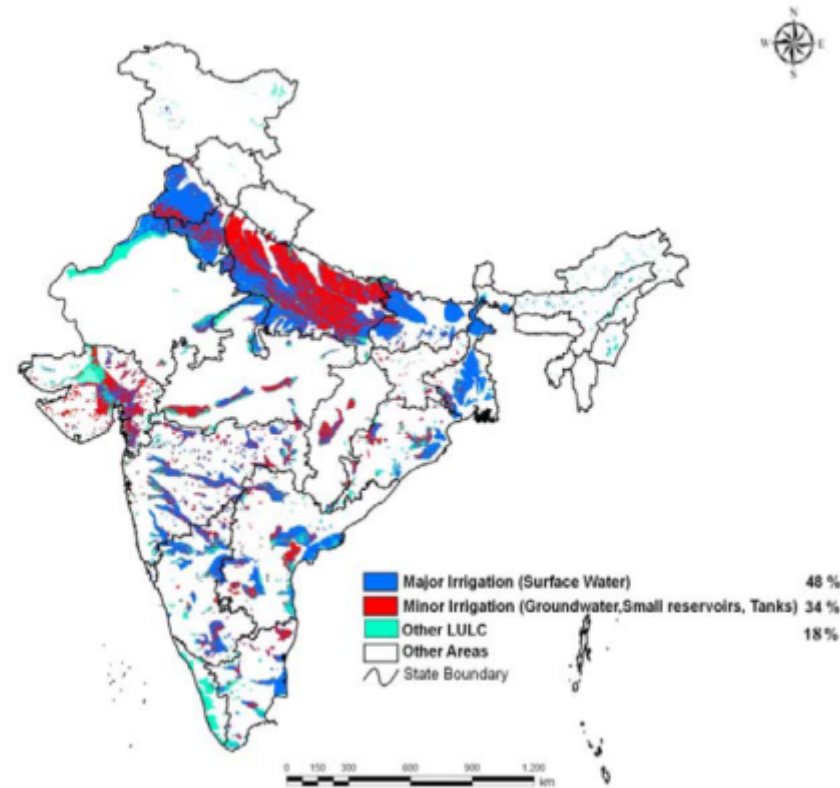 N
W E
S
Major Irrigation (Surface Water) 48 %
Minor Irrigation (Groundwater,Small reservoirs, Tanks) 34 %
Other LULC 18 %
Other Areas
State Boundary
0 150 300 600 900 1,200
km